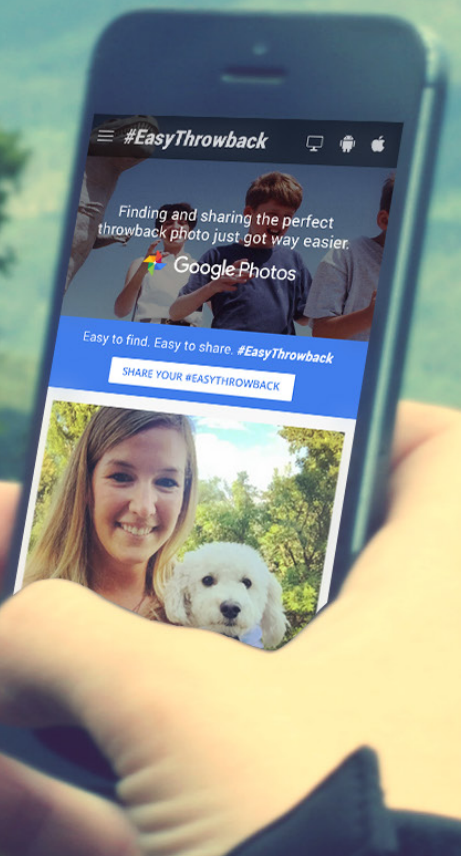 #EasyThrowback
Finding and sharing the perfect
throwback photo just got way easier.
Google Photos
Easy to find. Easy to share. #EasyThrowback
SHARE YOUR #EASYTHROWBACK